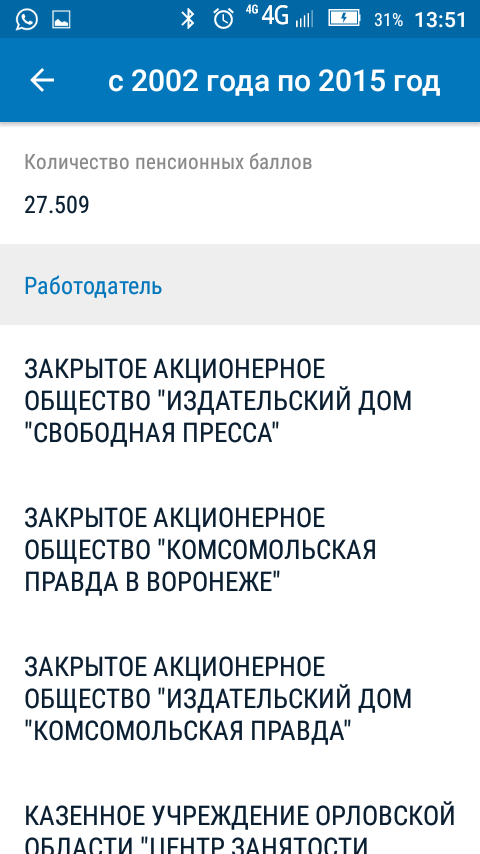 4G 4G 31% 13:51
с 2002 года по 2015 год
Количество пенсионных баллов
27.509
Работодатель
ЗАКРЫТОЕ АКЦИОНЕРНОЕ
ОБЩЕСТВО "ИЗДАТЕЛЬСКИЙ ДОМ
"СВОБОДНАЯ ПРЕССА"
ЗАКРЫТОЕ АКЦИОНЕРНОЕ
ОБЩЕСТВО "КОМСОМОЛЬСКАЯ
ПРАВДА В ВОРОНЕЖЕ"
ЗАКРЫТОЕ АКЦИОНЕРНОЕ
ОБЩЕСТВО "ИЗДАТЕЛЬСКИЙ ДОМ
"КОМСОМОЛЬСКАЯ ПРАВДА"
КАЗЕННОЕ УЧРЕЖДЕНИЕ ОРЛОВСКОЙ
ОБЛАСТИ "ЦЕНТР ЗАНЯТОСТИ